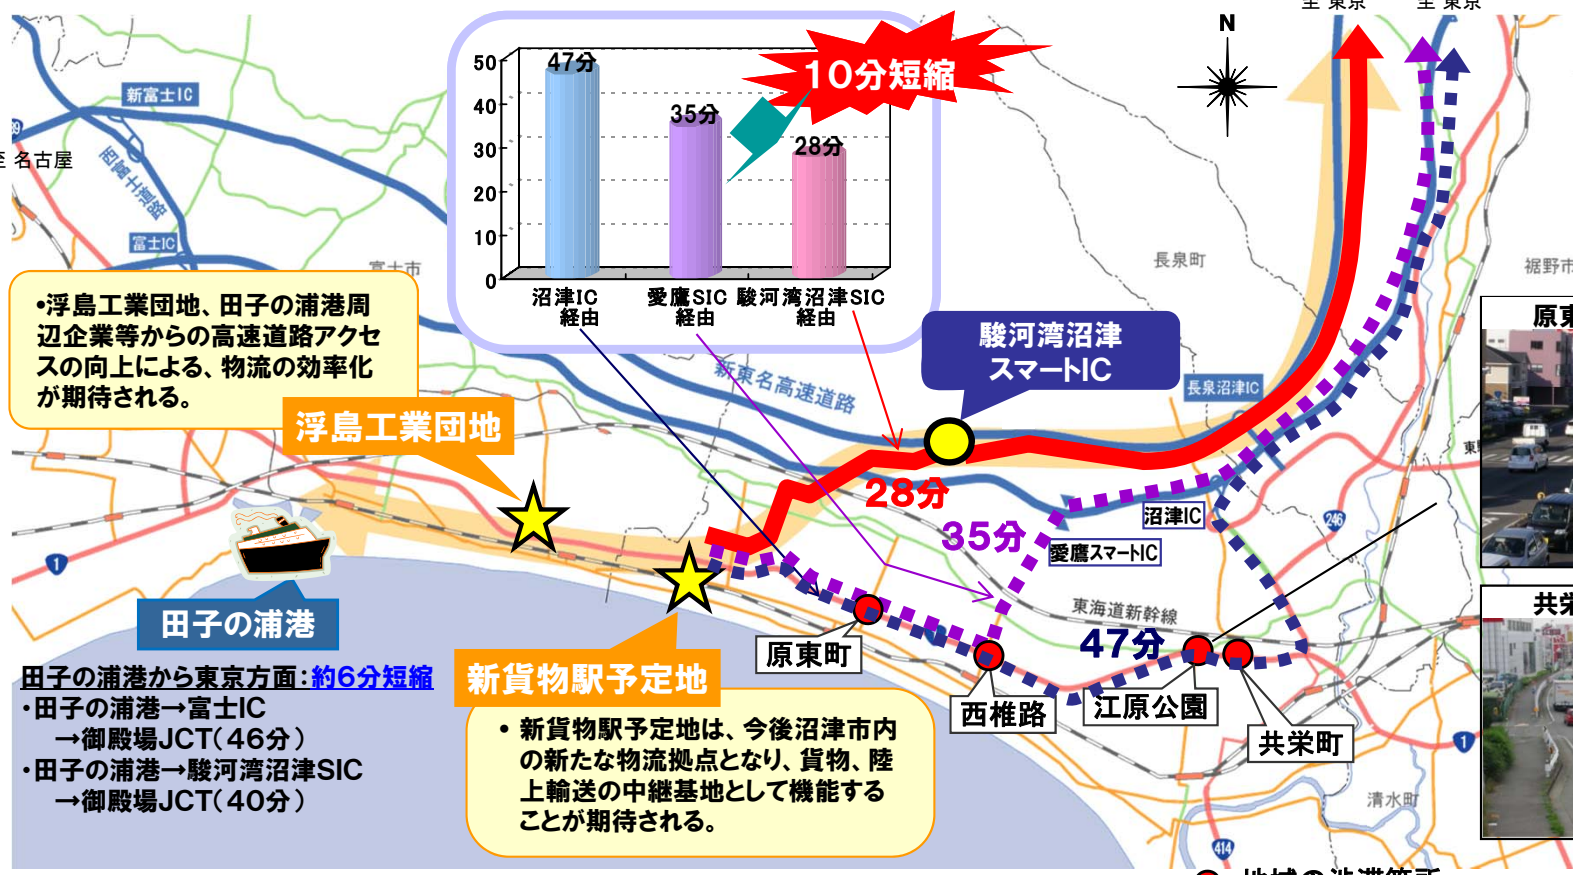 至 東京
至 東京
N
10分短縮
50
40
30
20
10
0
47分
35分
28分
沼津IC
経由
愛鷹SIC
経由
駿河湾沼津SIC
経由
新富士IC
西富士道路
富士IC
至 名古屋
富士市
長泉町
裾野市
・浮島工業団地、田子の浦港周
辺企業等からの高速道路アクセ
スの向上による、物流の効率化
が期待される。
浮島工業団地
新東名高速道路
駿河湾沼津
スマートIC
長泉沼津IC
原東
28分
35分
沼津IC
愛鷹スマートIC
246
1
東海道新幹線
田子の浦港
47分
原東町
西椎路
江原公園
共栄町
共栄
田子の浦港から東京方面:約6分短縮
・田子の浦港→富士IC
→御殿場JCT(46分)
・田子の浦港→駿河湾沼津SIC
→御殿場JCT(40分)
新貨物駅予定地
• 新貨物駅予定地は、今後沼津市内
の新たな物流拠点となり、貨物、陸
上輸送の中継基地として機能する
ことが期待される。
1
清水町
414
地域の渋滞箇所